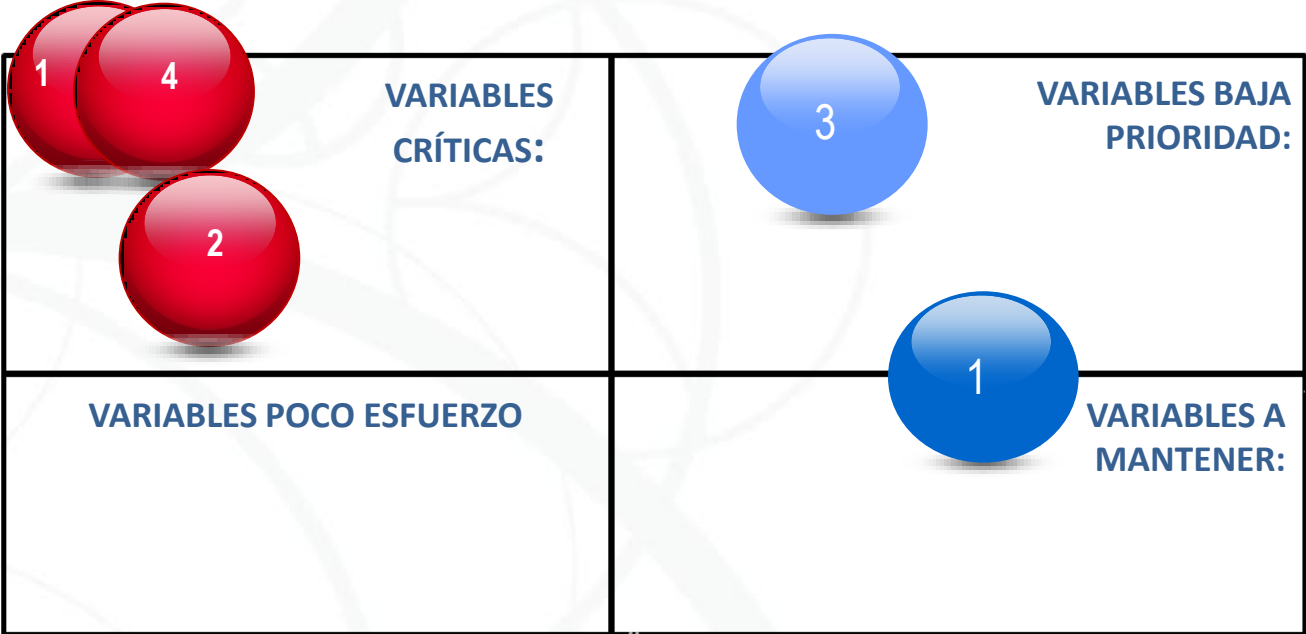 1
4
VARIABLES
CRÍTICAS:
2
3
VARIABLES BAJA
PRIORIDAD:
VARIABLES POCO ESFUERZO
1
VARIABLES A
MANTENER: